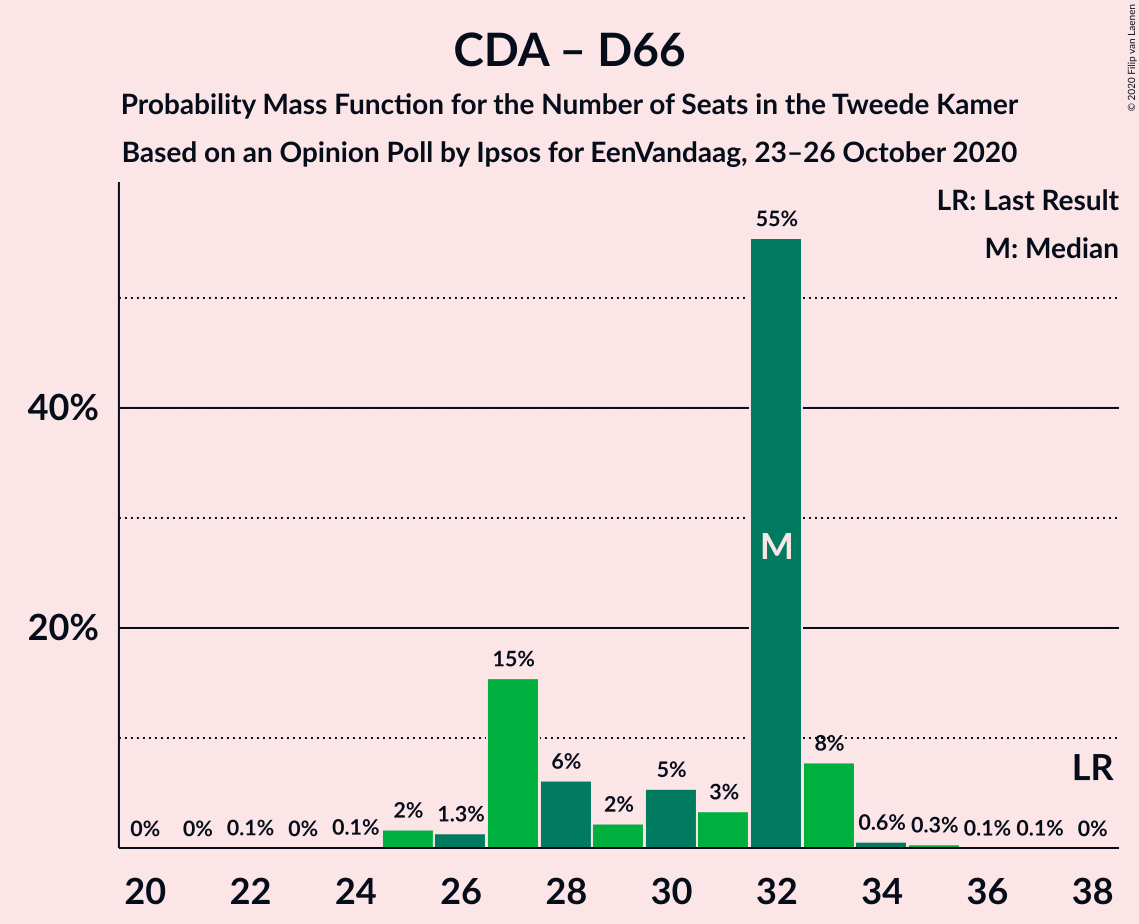 CDA – D66
Probability Mass Function for the Number of Seats in the Tweede Kamer
Based on an Opinion Poll by Ipsos for EenVandaag, 23–26 October 2020
© 2020 Filip van Laenen
LR: Last Result
M: Median
55%
40%
M
20%
15%
8%
LR
6%
5%
3%
2%
2%
1.3%
0% 0% 0.1% 0% 0.1% 0.6% 0.3% 0.1% 0.1% 0%
20 22 24 26 28 30 32 34 36 38